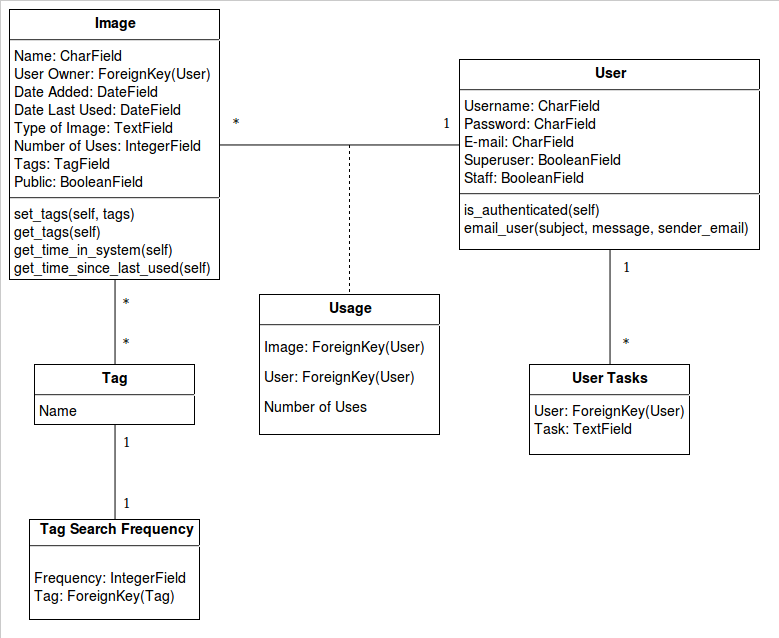 Image
Name: CharField
User Owner: ForeignKey(User)
Date Added: DateField
Date Last Used: DateField
Type of Image: TextField
Number of Uses: IntegerField
Tags: TagField
Public: BooleanField
set_tags(self, tags)
get_tags(self)
get_time_in_system(self)
get_time_since_last_used(self)
*
1
User
Username: CharField
Password: CharField
E-mail: CharField
Superuser: BooleanField
Staff: BooleanField
is_authenticated(self)
email_user(subject, message, sender_email)
*
*
1
*
Usage
Image: ForeignKey(User)
User: ForeignKey(User)
Number of Uses
Tag
Name
User Tasks
User: ForeignKey(User)
Task: TextField
1
1
Tag Search Frequency
Frequency: IntegerField
Tag: ForeignKey(Tag)